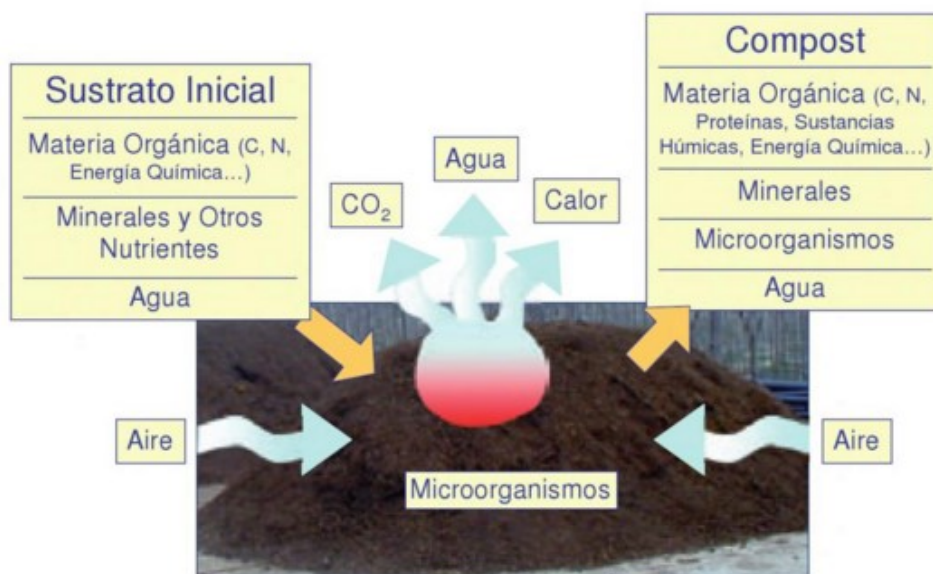 Sustrato Inicial
Materia Orgánica (C, N,
Energía Química...)
Minerales y Otros
Nutrientes
Agua
CO2
Agua
Calor
Compost
Materia Orgánica (C, N,
Proteínas, Sustancias
Húmicas, Energía Química...)
Minerales
Microorganismos
Agua
Aire
Aire
Microorganismos